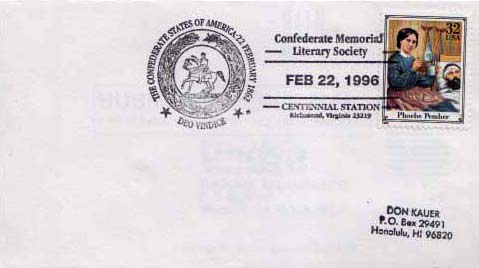 THE CONFEDERATE STATES OF AMERICA·22 FEBRUARY 1862
DEO VINDICE
Confederate Memorial
Literary Society
FEB 22, 1996
CENTENNIAL STATION
Richmond, Virginia 23219
32
USA
Phoebe Pember
DON KAUER
P.O. Box 29491
Honolulu, HI 96820